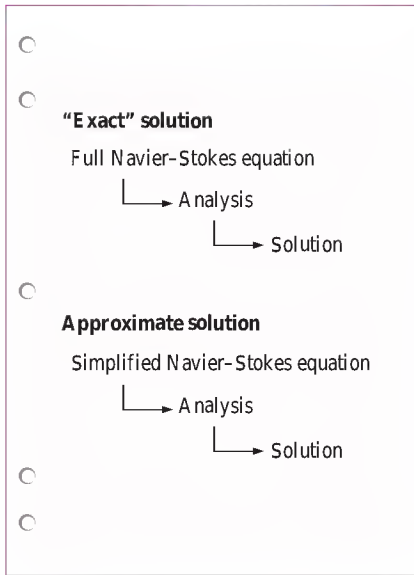 “Exact” solution
Full Navier–Stokes equation
Analysis
Solution
Approximate solution
Simplified Navier–Stokes equation
Analysis
Solution